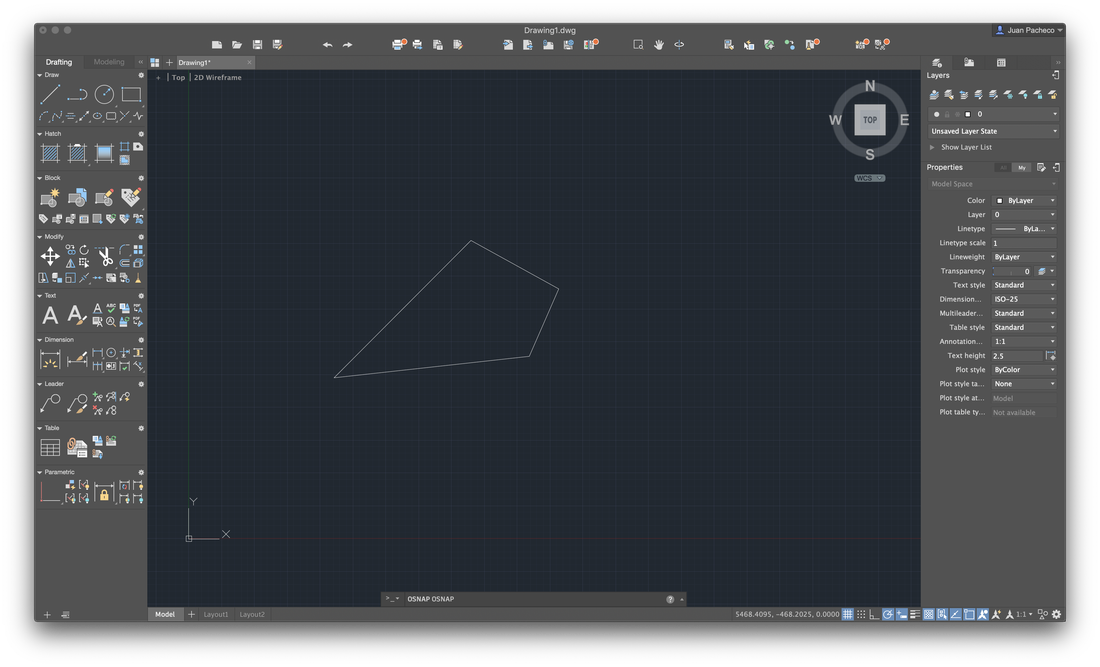 Drawing1.dwg
Juan Pacheco
Drafting Modeling
Drawing1*
Draw
+ | Top | 2D Wireframe
Hatch
Block
Modify
Text
A
ABC
Dimension
Leader
Table
Parametric
N
W TOP E
S
WCS
Y
X
>_ OSNAP OSNAP
Model + Layout1 Layout2
5468.4095, -468.2025, 0.0000
1:1
Layers
0
Unsaved Layer State
Show Layer List
Properties
My
Model Space
Color ByLayer
Layer 0
Linetype ByLa...
Linetype scale 1
Lineweight ByLayer
Transparency 0
Text style Standard
Dimension... ISO-25
Multileader... Standard
Table style Standard
Annotation... 1:1
Text height 2.5
Plot style ByColor
Plot style ta... None
Plot style at... Model
Plot table ty... Not available